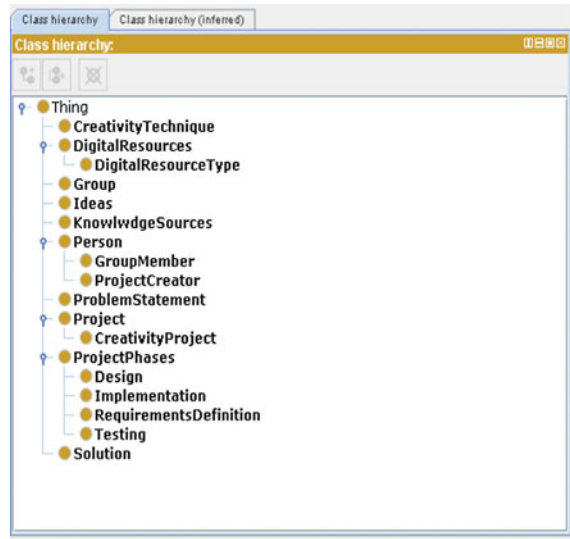 Class hierarchy Class hierarchy (inferred)
Class hierarchy:
Thing
CreativityTechnique
DigitalResources
DigitalResourceType
Group
Ideas
KnowlwdgeSources
Person
GroupMember
ProjectCreator
ProblemStatement
Project
CreativityProject
ProjectPhases
Design
Implementation
RequirementsDefinition
Testing
Solution